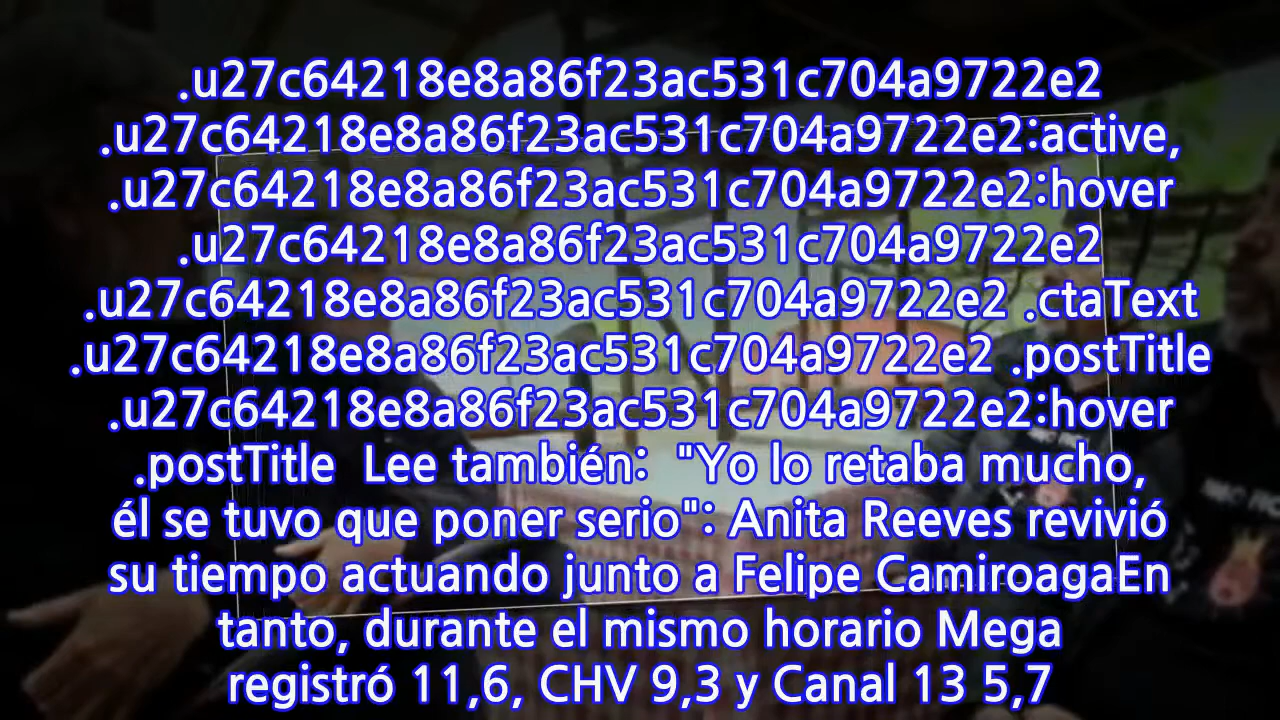 .u27c64218e8a86f23ac531c704a9722e2
.u27c64218e8a86f23ac531c704a9722e2:active,
.u27c64218e8a86f23ac531c704a9722e2:hover
.u27c64218e8a86f23ac531c704a9722e2
.u27c64218e8a86f23ac531c704a9722e2 .ctaText
.u27c64218e8a86f23ac531c704a9722e2 .postTitle
.u27c64218e8a86f23ac531c704a9722e2:hover
.postTitle  Lee también:  "Yo lo retaba mucho,
él se tuvo que poner serio": Anita Reeves revivió
su tiempo actuando junto a Felipe CamiroagaEn
tanto, durante el mismo horario Mega
registró 11,6, CHV 9,3 y Canal 13 5,7